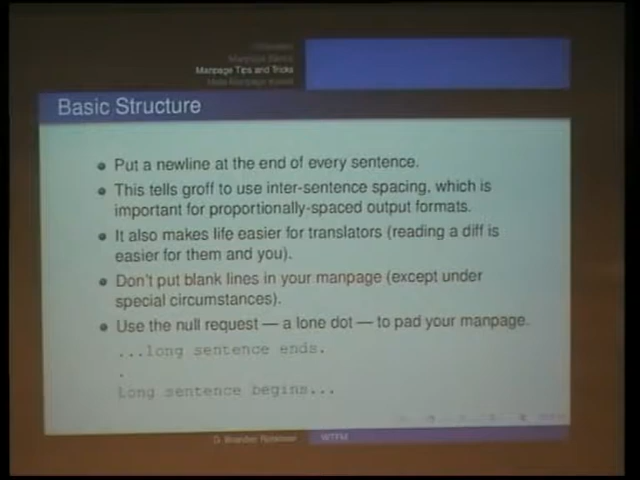 Manpage Tips and Tricks
Basic Structure
Put a newline at the end of every sentence.
This tells groff to use inter-sentence spacing, which is
important for proportionally-spaced output formats.
It also makes life easier for translators (reading a diff is
easier for them and you).
Don't put blank lines in your manpage (except under
special circumstances).
Use the null request — a lone dot — to pad your manpage.
...long sentence ends.
.
Long sentence begins...
WTFM